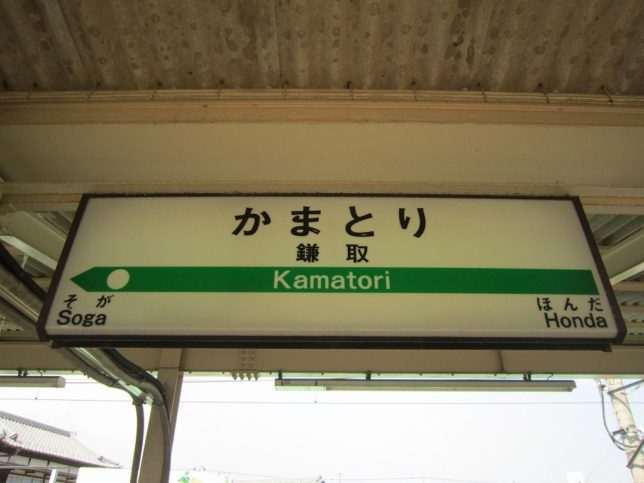 かまとり
鎌取
Kamatori
そが
Soga
ほんだ
Honda